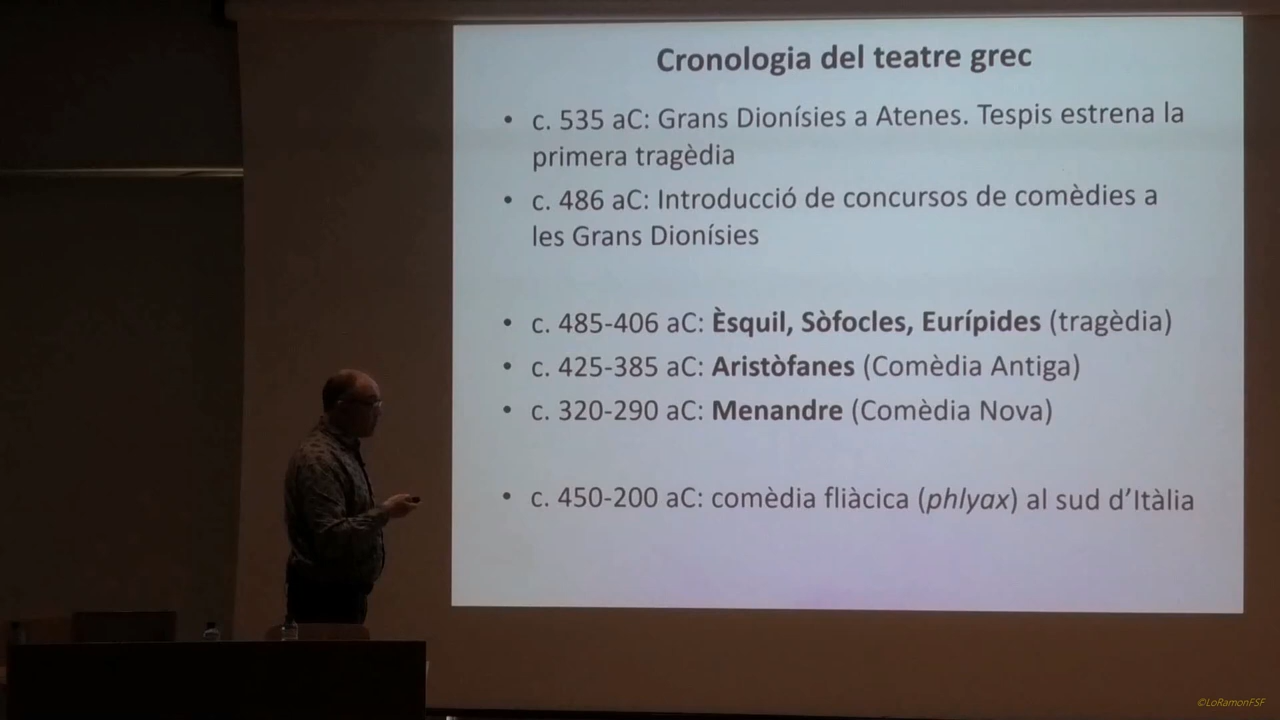 Cronologia del teatre grec
• c. 535 aC: Grans Dionísies a Atenes. Tespis estrena la
primera tragèdia
• c. 486 aC: Introducció de concursos de comèdies a
les Grans Dionísies
• c. 485-406 aC: Èsquil, Sòfocles, Eurípides (tragèdia)
• c. 425-385 aC: Aristòfanes (Comèdia Antiga)
• c. 320-290 aC: Menandre (Comèdia Nova)
• c. 450-200 aC: comèdia fliàcica (phlyax) al sud d’Itàlia
©LoRamonFSF